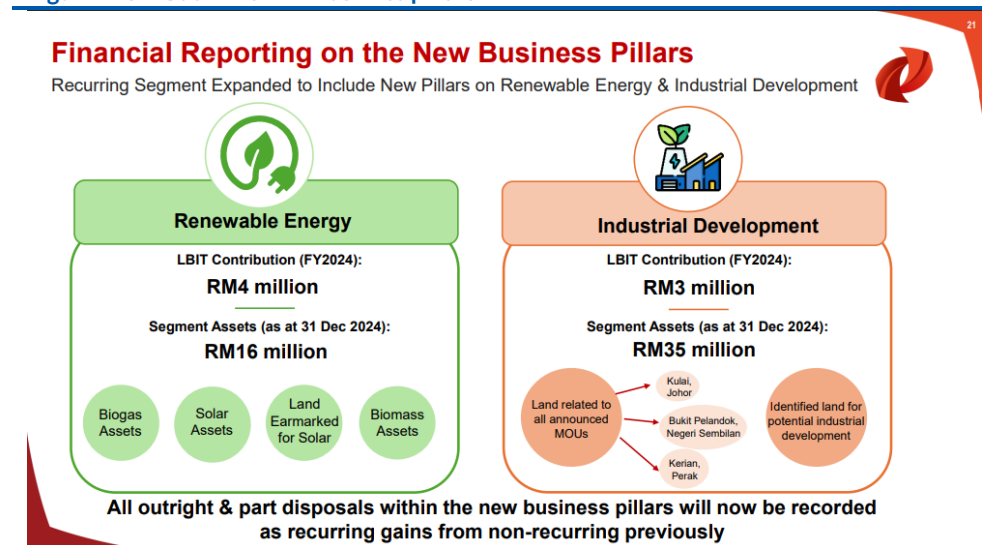 21
Financial Reporting on the New Business Pillars
Recurring Segment Expanded to Include New Pillars on Renewable Energy & Industrial Development
Renewable Energy
LBIT Contribution (FY2024):
RM4 million
Segment Assets (as at 31 Dec 2024):
RM16 million
Biogas
Assets
Solar
Assets
Land
Earmarked
for Solar
Biomass
Assets
Industrial Development
LBIT Contribution (FY2024):
RM3 million
Segment Assets (as at 31 Dec 2024):
RM35 million
Land related to
all announced
MOUs
Kulai,
Johor
Bukit Pelandok,
Negeri Sembilan
Kerian,
Perak
Identified land for
potential industrial
development
All outright & part disposals within the new business pillars will now be recorded
as recurring gains from non-recurring previously